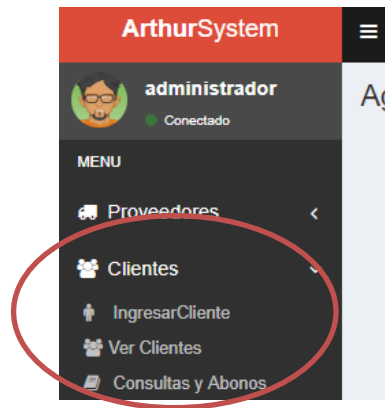 ArthurSystem
Ag
administrador
Conectado
MENU
Proveedores
Clientes
IngresarCliente
Ver Clientes
Consultas y Abonos